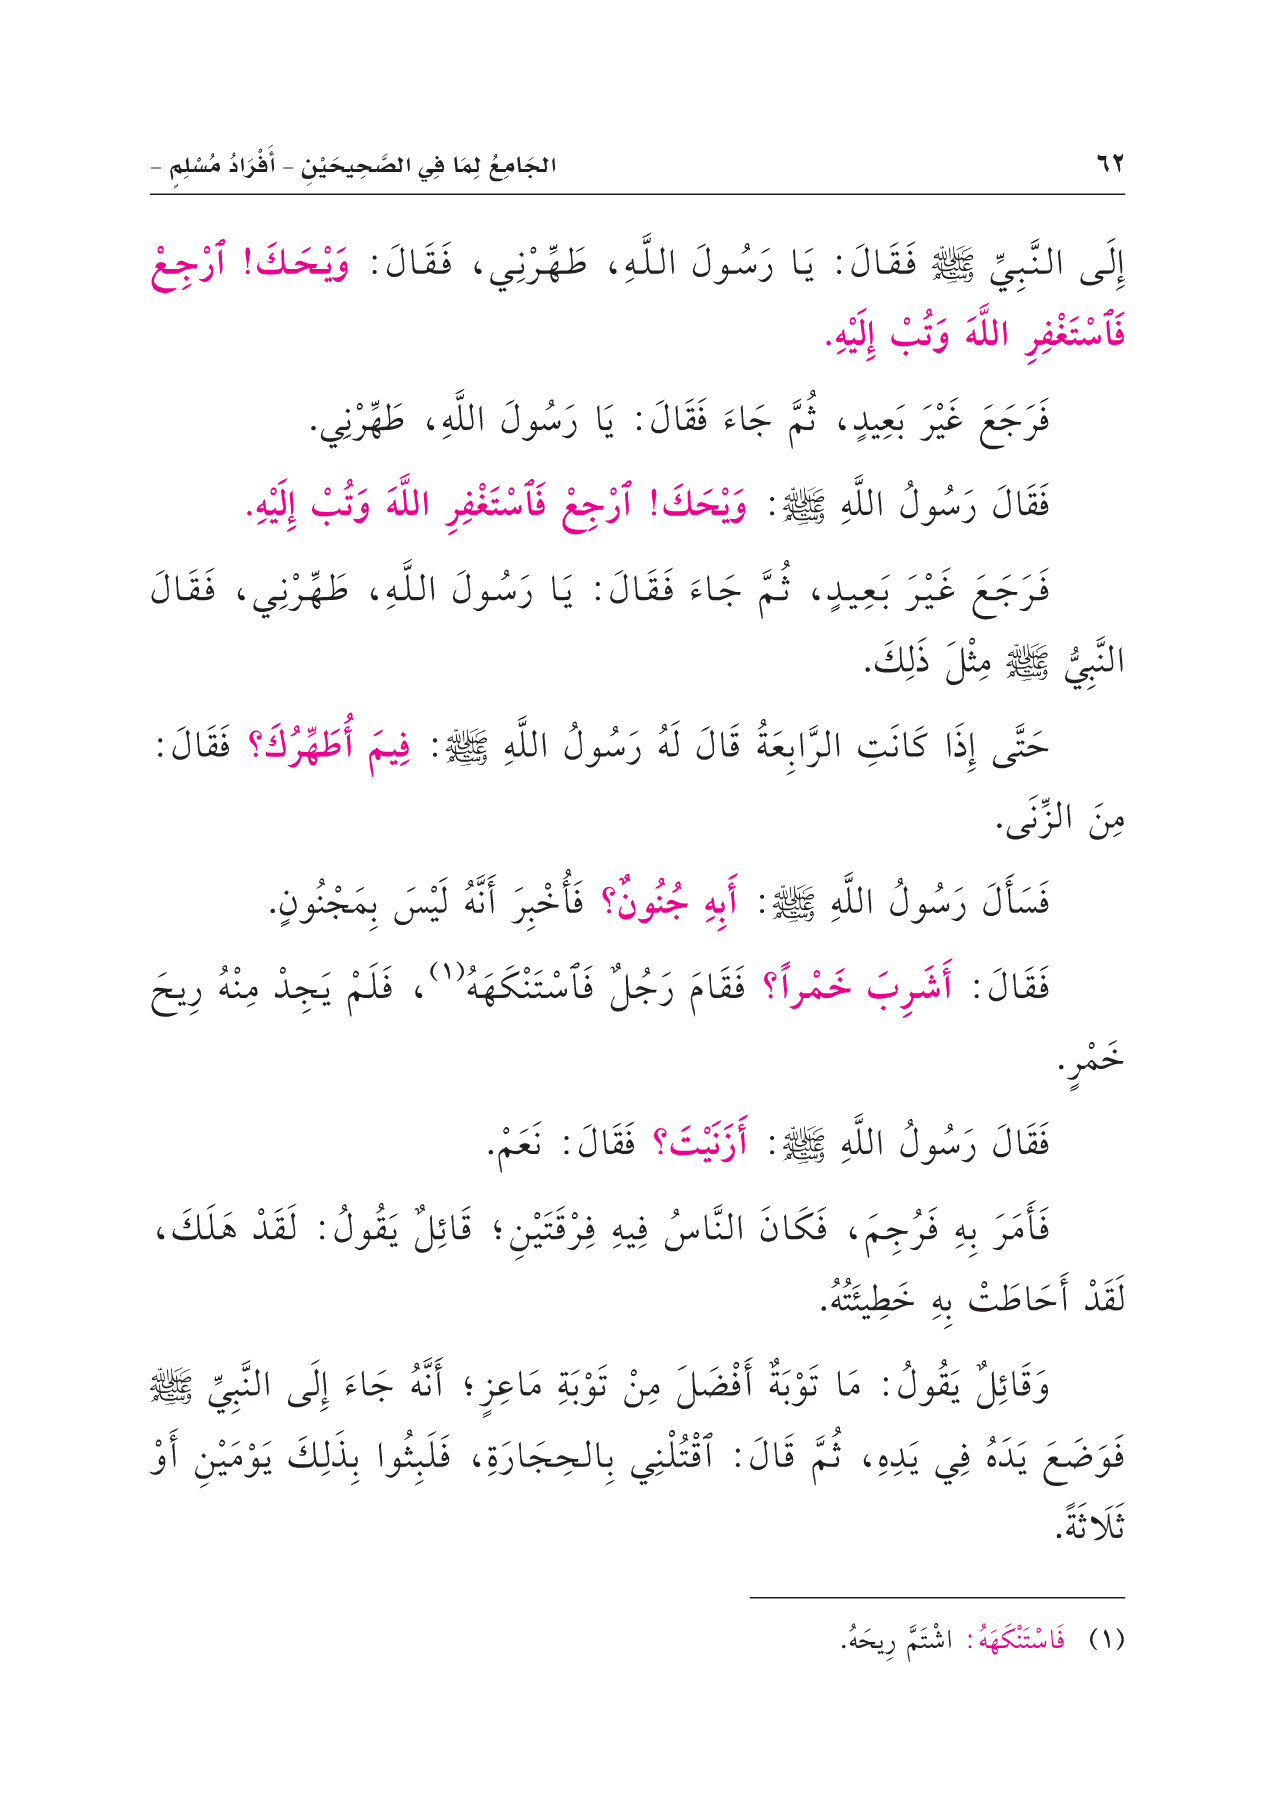 ٦٢
الجَامِعُ لِمَا فِي الصَّحِيحَيْنِ - أَفْرَادُ مُسْلِمٍ -
إِلَى النَّبِيِّ ﷺ فَقَالَ: يَا رَسُولَ اللَّهِ، طَهِّرْنِي، فَقَالَ: وَيْحَكَ! ٱرْجِعْ
فَٱسْتَغْفِرِ اللَّهَ وَتُبْ إِلَيْهِ.
فَرَجَعَ غَيْرَ بَعِيدٍ، ثُمَّ جَاءَ فَقَالَ: يَا رَسُولَ اللَّهِ، طَهِّرْنِي.
فَقَالَ رَسُولُ اللَّهِ ﷺ: وَيْحَكَ! ٱرْجِعْ فَٱسْتَغْفِرِ اللَّهَ وَتُبْ إِلَيْهِ.
فَرَجَعَ غَيْرَ بَعِيدٍ، ثُمَّ جَاءَ فَقَالَ: يَا رَسُولَ اللَّهِ، طَهِّرْنِي، فَقَالَ
النَّبِيُّ ﷺ مِثْلَ ذَلِكَ.
حَتَّى إِذَا كَانَتِ الرَّابِعَةُ قَالَ لَهُ رَسُولُ اللَّهِ ﷺ: فِيمَ أُطَهِّرُكَ؟ فَقَالَ:
مِنَ الزِّنَى.
فَسَأَلَ رَسُولُ اللَّهِ ﷺ: أَبِهِ جُنُونٌ؟ فَأُخْبِرَ أَنَّهُ لَيْسَ بِمَجْنُونٍ.
فَقَالَ: أَشَرِبَ خَمْراً؟ فَقَامَ رَجُلٌ فَٱسْتَنْكَهَهُ(١)، فَلَمْ يَجِدْ مِنْهُ رِيحَ
خَمْرٍ.
فَقَالَ رَسُولُ اللَّهِ ﷺ: أَزَنَيْتَ؟ فَقَالَ: نَعَمْ.
فَأَمَرَ بِهِ فَرُجِمَ، فَكَانَ النَّاسُ فِيهِ فِرْقَتَيْنِ؛ قَائِلٌ يَقُولُ: لَقَدْ هَلَكَ،
لَقَدْ أَحَاطَتْ بِهِ خَطِيئَتُهُ.
وَقَائِلٌ يَقُولُ: مَا تَوْبَةٌ أَفْضَلَ مِنْ تَوْبَةِ مَاعِزٍ؛ أَنَّهُ جَاءَ إِلَى النَّبِيِّ ﷺ
فَوَضَعَ يَدَهُ فِي يَدِهِ، ثُمَّ قَالَ: ٱقْتُلْنِي بِالحِجَارَةِ، فَلَبِثُوا بِذَلِكَ يَوْمَيْنِ أَوْ
ثَلَاثَةً.
(١) فَاسْتَنْكَهَهُ: اشْتَمَّ رِيحَهُ.